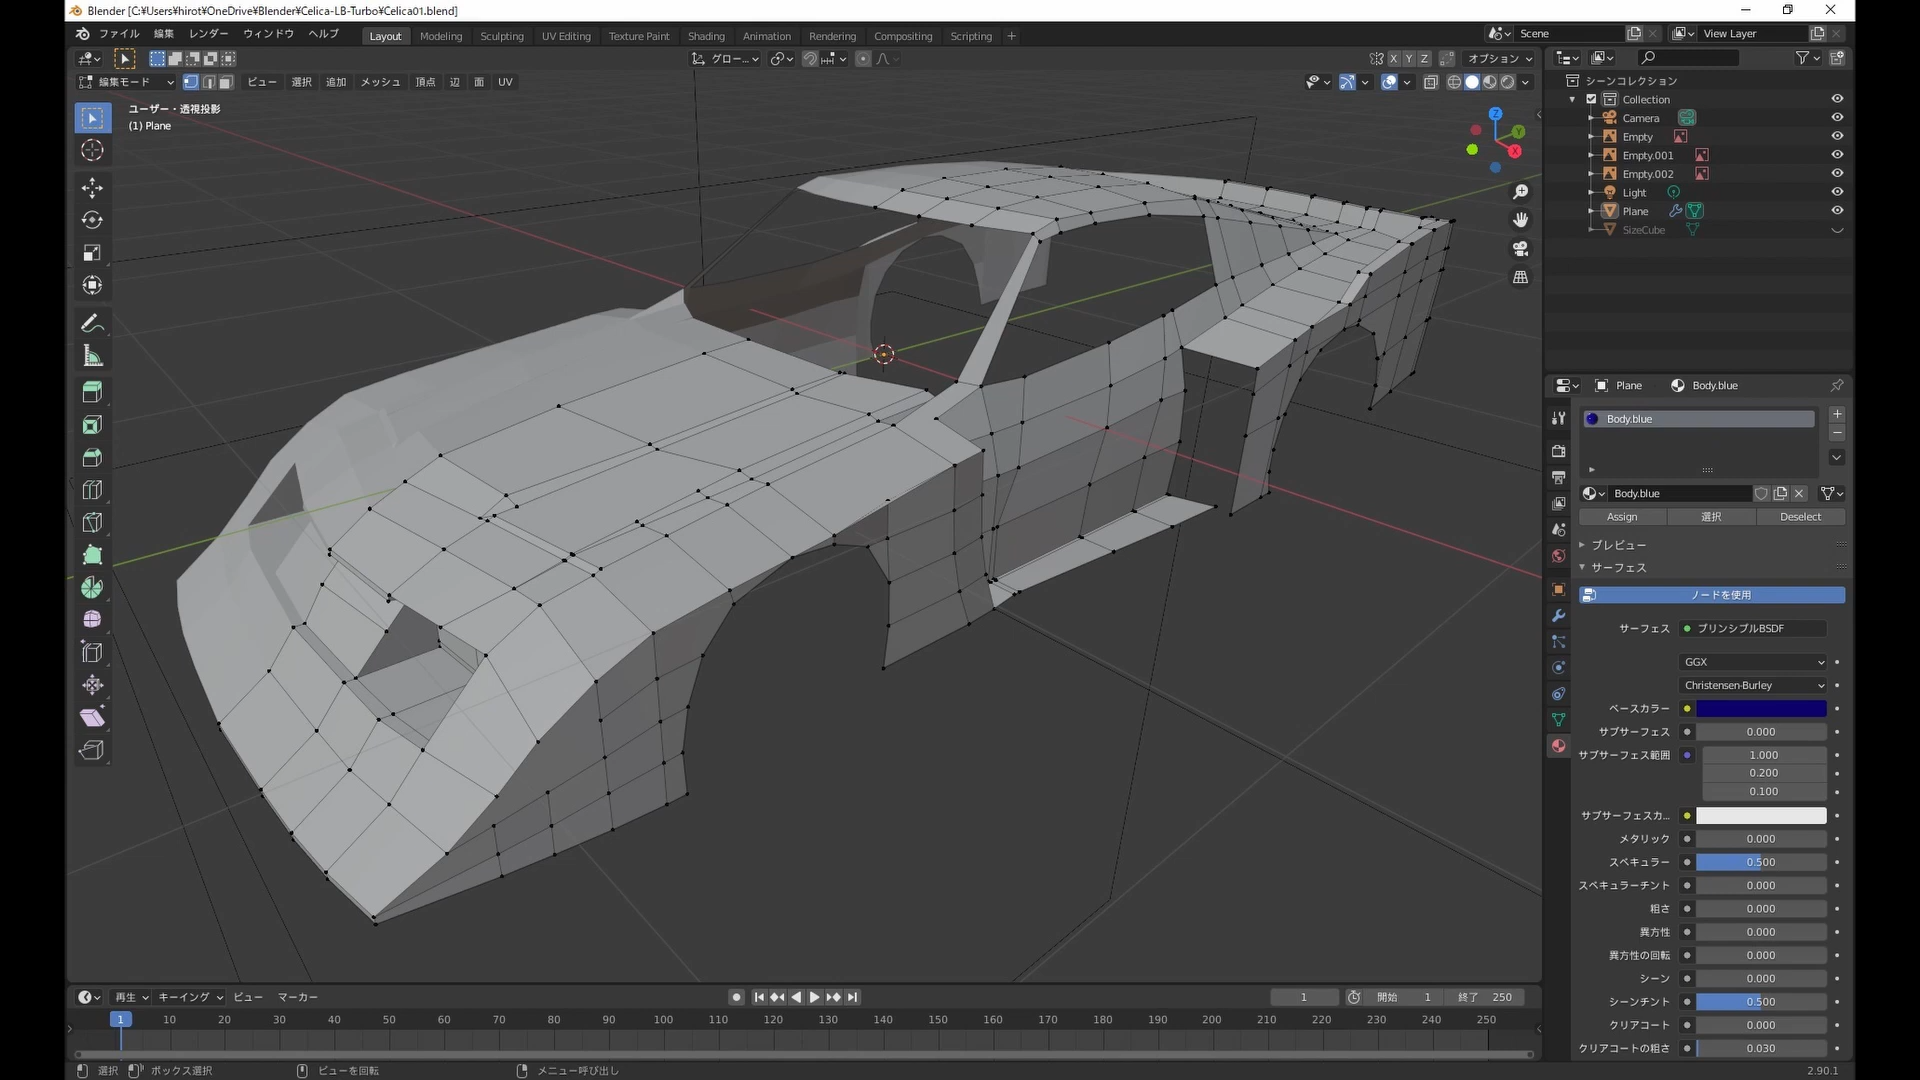 Blender [C:¥Users¥hirot¥OneDrive¥Blender¥Celica-LB-Turbo¥Celica01.blend]
ファイル 編集 レンダー ウィンドウ ヘルプ Layout Modeling Sculpting UV Editing Texture Paint Shading Animation Rendering Compositing Scripting + Scene View Layer
グロー... X Y Z オプション
編集モード ビュー 選択 追加 メッシュ 頂点 辺 面 UV
ユーザー・透視投影
(1) Plane
Z
Y
X
シーンコレクション
Collection
Camera
Empty
Empty.001
Empty.002
Light
Plane
SizeCube
Plane Body.blue
Body.blue
Body.blue
Assign 選択 Deselect
プレビュー
サーフェス
ノードを使用
サーフェス プリンシプルBSDF
GGX
Christensen-Burley
ベースカラー
サブサーフェス 0.000
サブサーフェス範囲 1.000
0.200
0.100
サブサーフェスカ...
メタリック 0.000
スペキュラー 0.500
スペキュラーチント 0.000
粗さ 0.000
異方性 0.000
異方性の回転 0.000
シーン 0.000
シーンチント 0.500
クリアコート 0.000
クリアコートの粗さ 0.030
再生 キーイング ビュー マーカー 1 開始 1 終了 250
1 10 20 30 40 50 60 70 80 90 100 110 120 130 140 150 160 170 180 190 200 210 220 230 240 250
選択 ボックス選択 ビューを回転 メニュー呼び出し 2.90.1